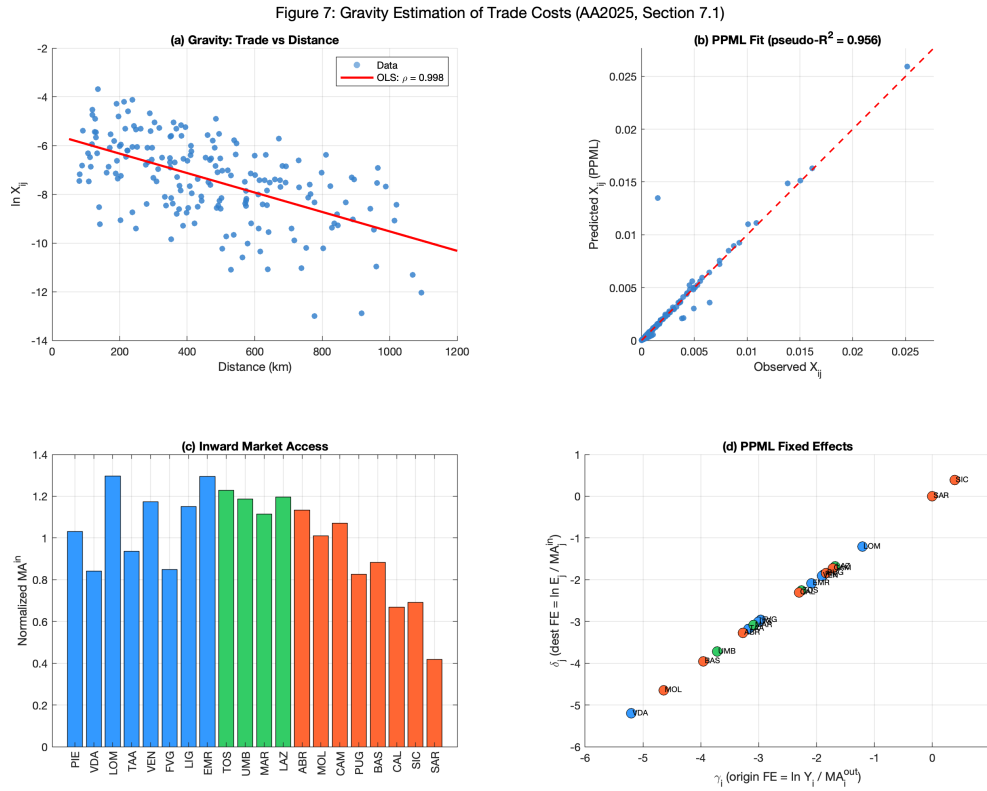 Figure 7: Gravity Estimation of Trade Costs (AA2025, Section 7.1)
(a) Gravity: Trade vs Distance
Data
OLS: ρ = 0.998
-2
-4
-6
-8
-10
-12
-14
ln X_ij
0 200 400 600 800 1000 1200
Distance (km)
(b) PPML Fit (pseudo-R² = 0.956)
0.025
0.02
0.015
0.01
0.005
0
Predicted X_ij (PPML)
0 0.005 0.01 0.015 0.02 0.025
Observed X_ij
(c) Inward Market Access
1.4
1.2
1
0.8
0.6
0.4
0.2
0
Normalized MA^in
PIE VDA LOM TAA VEN FVG LIG EMR TOS UMB MAR LAZ ABR MOL CAM PUG BAS CAL SIC SAR
(d) PPML Fixed Effects
1
0
-1
-2
-3
-4
-5
-6
δ_j (dest FE = ln E_j / MA_j^in)
SIC
SAR
LOM
EMR
ABR
UMB
BAS
MOL
VDA
-6 -5 -4 -3 -2 -1 0
γ_i (origin FE = ln Y_i / MA_i^out)